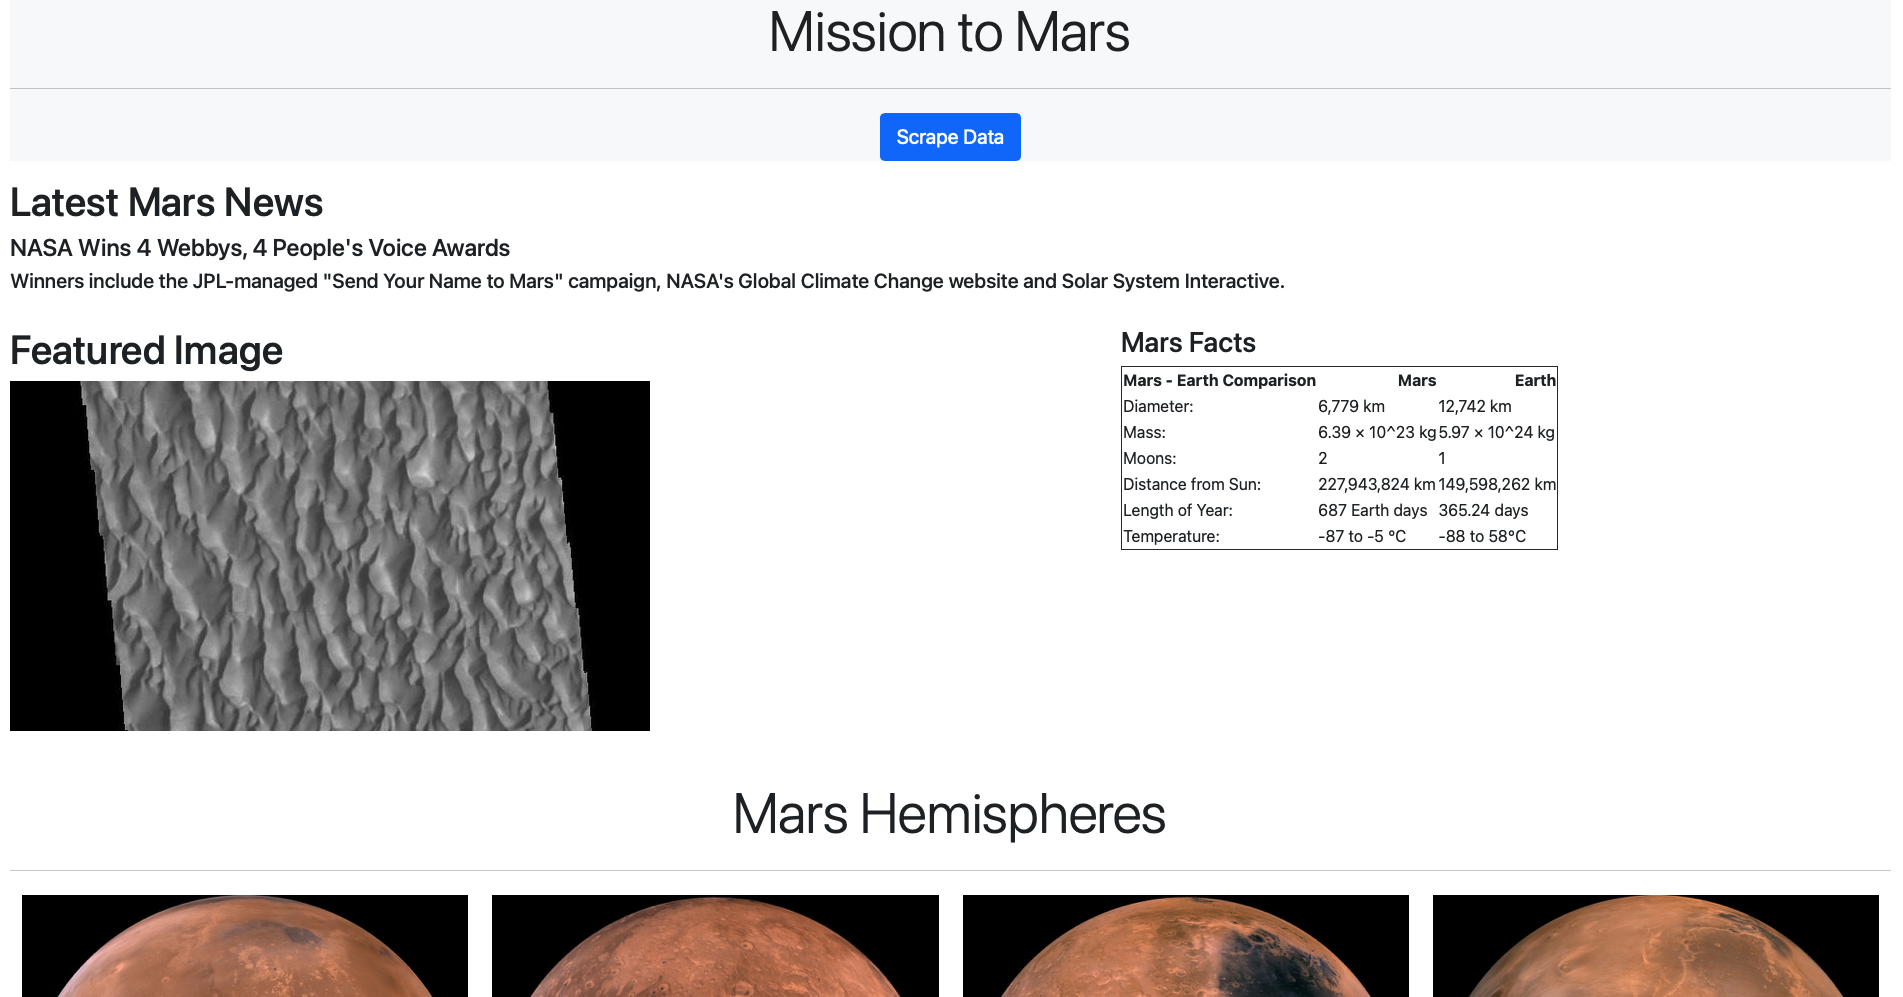 Mission to Mars
Scrape Data
Latest Mars News
NASA Wins 4 Webbys, 4 People's Voice Awards
Winners include the JPL-managed "Send Your Name to Mars" campaign, NASA's Global Climate Change website and Solar System Interactive.
Featured Image
Mars Facts
Mars - Earth Comparison Mars Earth
Diameter: 6,779 km 12,742 km
Mass: 6.39 × 10^23 kg 5.97 × 10^24 kg
Moons: 2 1
Distance from Sun: 227,943,824 km 149,598,262 km
Length of Year: 687 Earth days 365.24 days
Temperature: -87 to -5 °C -88 to 58°C
Mars Hemispheres